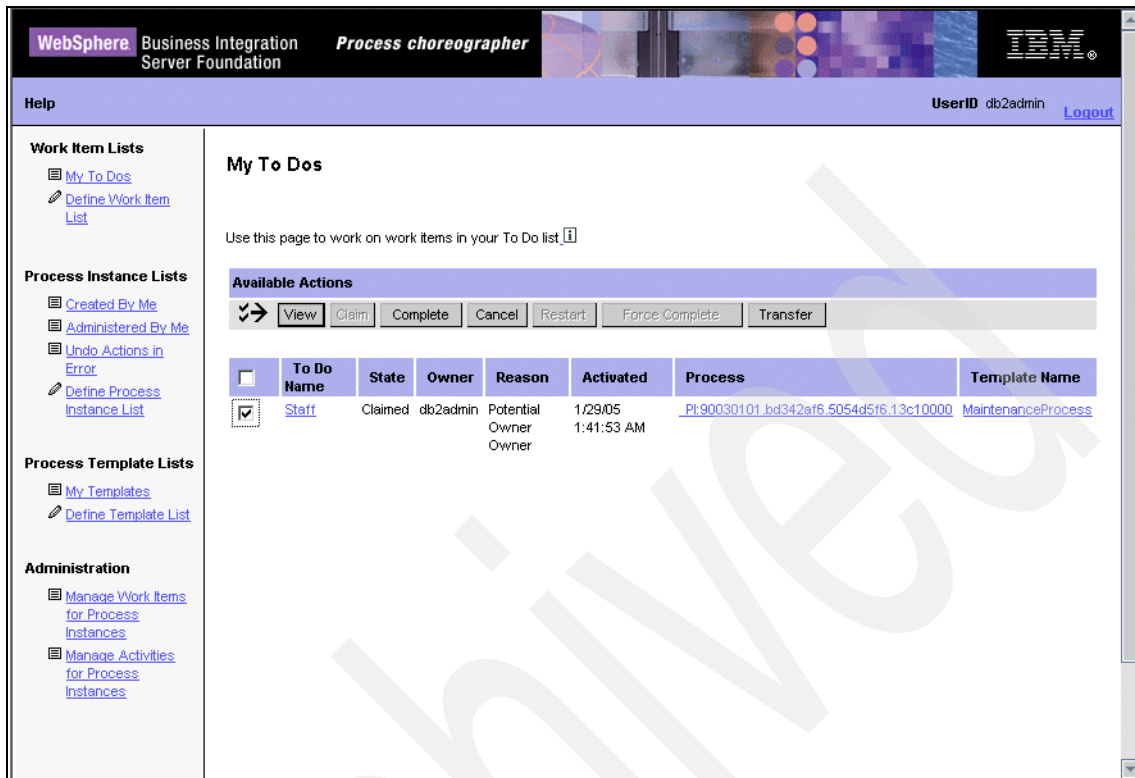 WebSphere Business Integration Process choreographer IBM®
Server Foundation
Help UserID db2admin Logout
Work Item Lists
My To Dos
Define Work Item
List
Process Instance Lists
Created By Me
Administered By Me
Undo Actions in
Error
Define Process
Instance List
Process Template Lists
My Templates
Define Template List
Administration
Manage Work Items
for Process
Instances
Manage Activities
for Process
Instances
My To Dos
Use this page to work on work items in your To Do list i
Available Actions
View Claim Complete Cancel Restart Force Complete Transfer
To Do
Name State Owner Reason Activated Process Template Name
Staff Claimed db2admin Potential 1/29/05 _PI:90030101.bd342af6.5054d5f6.13c10000 MaintenanceProcess
Owner 1:41:53 AM
Owner
hived